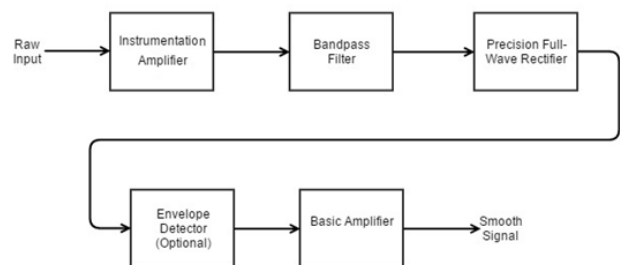 Raw
Input
Instrumentation
Amplifier
Bandpass
Filter
Precision Full-
Wave Rectifier
Envelope
Detector
(Optional)
Basic Amplifier
Smooth
Signal